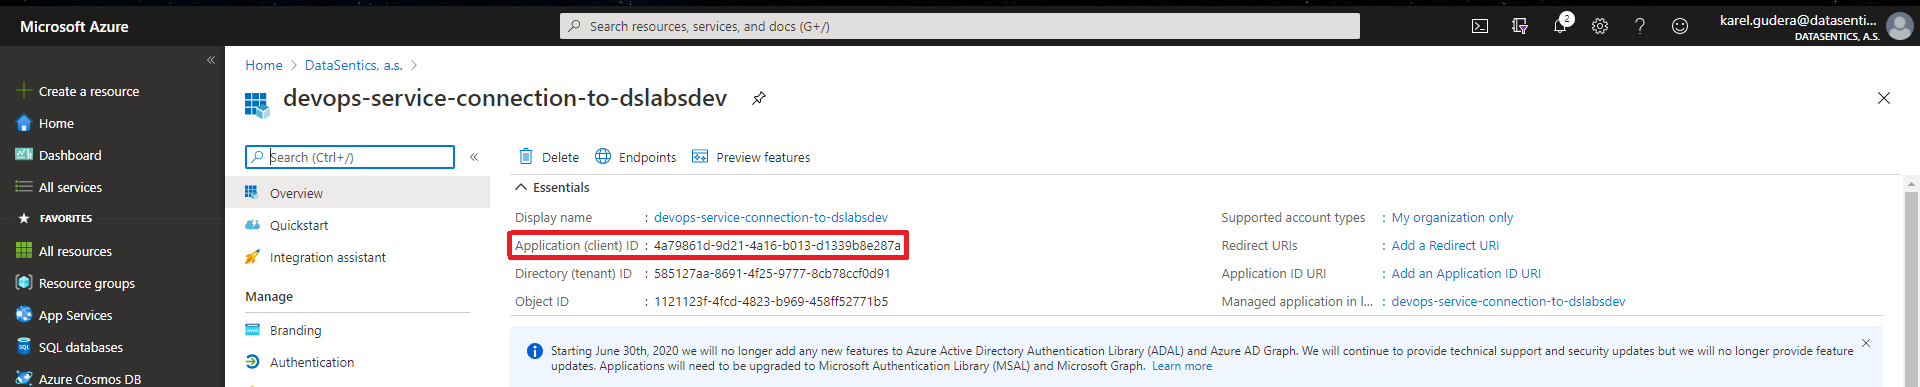 Microsoft Azure
Search resources, services, and docs (G+/)
2
karel.gudera@datasenti...
DATASENTICS, A.S.
«
Create a resource
Home
Dashboard
All services
FAVORITES
All resources
Resource groups
App Services
SQL databases
Azure Cosmos DB
Home > DataSentics, a.s. >
devops-service-connection-to-dslabsdev
Search (Ctrl+/)
«
Overview
Quickstart
Integration assistant
Manage
Branding
Authentication
Delete
Endpoints
Preview features
Essentials
Display name : devops-service-connection-to-dslabsdev
Application (client) ID : 4a79861d-9d21-4a16-b013-d1339b8e287a
Directory (tenant) ID : 585127aa-8691-4f25-9777-8cb78ccf0d91
Object ID : 1121123f-4fcd-4823-b969-458ff52771b5
Supported account types : My organization only
Redirect URIs : Add a Redirect URI
Application ID URI : Add an Application ID URI
Managed application in l... : devops-service-connection-to-dslabsdev
Starting June 30th, 2020 we will no longer add any new features to Azure Active Directory Authentication Library (ADAL) and Azure AD Graph. We will continue to provide technical support and security updates but we will no longer provide feature
updates. Applications will need to be upgraded to Microsoft Authentication Library (MSAL) and Microsoft Graph. Learn more